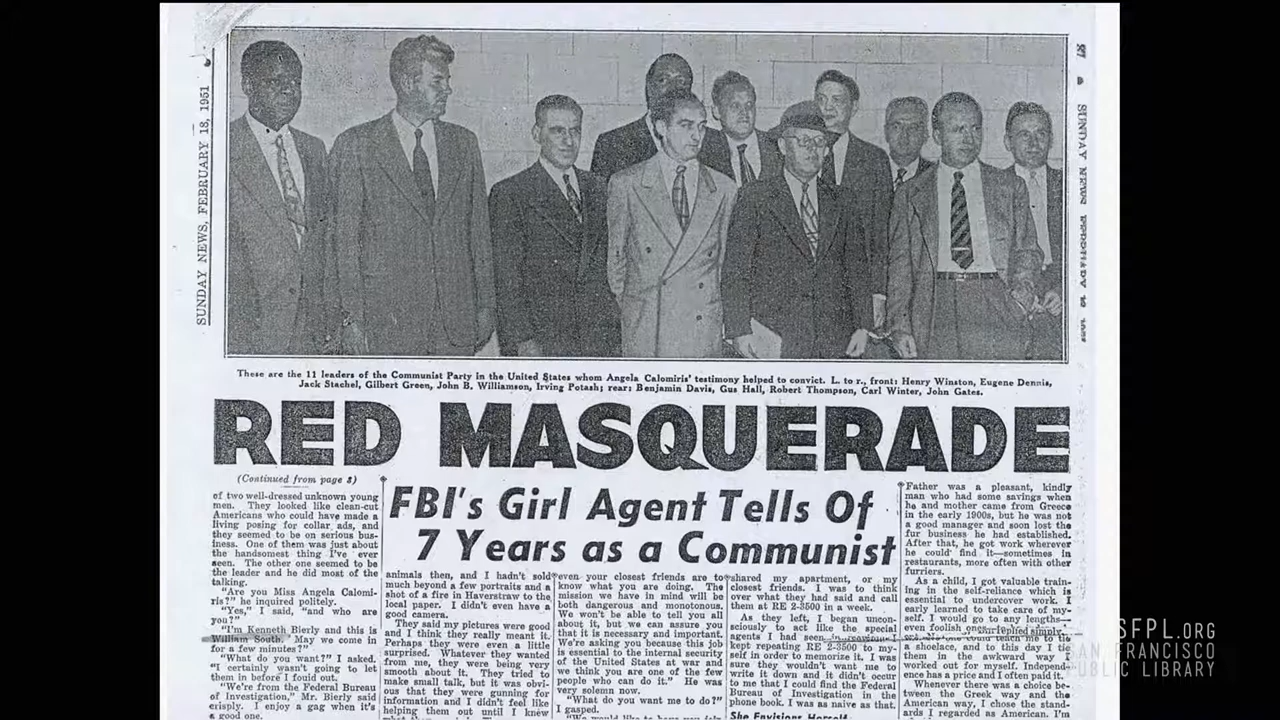 SUNDAY NEWS, FEBRUARY 18, 1951
These are the 11 leaders of the Communist Party in the United States whom Angela Calomiris' testimony helped to convict. L. to r., front: Henry Winston, Eugene Dennis,
Jack Stachel, Gilbert Green, John B. Williamson, Irving Potash; rear: Benjamin Davis, Gus Hall, Robert Thompson, Carl Winter, John Gates.
RED MASQUERADE
(Continued from page 8)
of two well-dressed unknown young
men. They looked like clean-cut
Americans who could have made a
living posing for collar ads, and
they seemed to be on serious bus-
iness. One of them was just about
the handsomest thing I've ever
seen. The other one seemed to be
the leader and he did most of the
talking.
"Are you Miss Angela Calomi-
ris?" he inquired politely.
"Yes," I said, "and who are
you?"
"I'm Kenneth Bierly and this is
William South. May we come in
for a few minutes?"
"What do you want?" I asked.
"I certainly wasn't going to let
them in before I found out.
"We're from the Federal Bureau
of Investigation," Mr. Bierly said
crisply. I enjoy a gag when it's
a good one.
FBI's Girl Agent Tells Of
7 Years as a Communist
animals then, and I hadn't sold
much beyond a few portraits and a
shot of a fire in Haverstraw to the
local paper. I didn't even have a
good camera.
They said my pictures were good
and I think they really meant it.
Perhaps they were even a little
surprised. Whatever they wanted
from me, they were being very
smooth about it. They tried to
make small talk, but it was obvi-
ous that they were gunning for
information and I didn't feel like
helping them out until I knew
even your closest friends are to
know what you are doing. The
mission we have in mind will be
both dangerous and monotonous.
We won't be able to tell you all
about it, but we can assure you
that it is necessary and important.
We're asking you because this job
is essential to the internal security
of the United States at war and
we think you are one of the few
people who can do it." He was
very solemn now.
"What do you want me to do?"
I gasped.
shared my apartment, or my
closest friends. I was to think
over what they had said and call
them at RE 2-3500 in a week.
As they left, I began uncon-
sciously to act like the special
agents I had seen
kept repeating RE 2-3500 to my-
self in order to memorize it. I was
sure they wouldn't want me to
write it down and it didn't occur
to me that I could find the Federal
Bureau of Investigation in the
phone book. I was as naive as that.
She Envisions Herself
Father was a pleasant, kindly
man who had some savings when
he and mother came from Greece
in the early 1900s, but he was not
a good manager and soon lost the
fur business he had established.
After that, he got work wherever
he could find it—sometimes in
restaurants, more often with other
furriers.
As a child, I got valuable train-
ing in the self-reliance which is
essential to undercover work. I
early learned to take care of my-
self. I would go to any lengths—
even foolish ones
a shoelace, and to this day I tie
them in the awkward way I
worked out for myself. Independ-
ence has a price and I often paid it.
Whenever there was a choice be-
tween the Greek way and the
American way, I chose the stand-
ards I regarded as American. I'm
SFPL.ORG
SAN FRANCISCO
PUBLIC LIBRARY